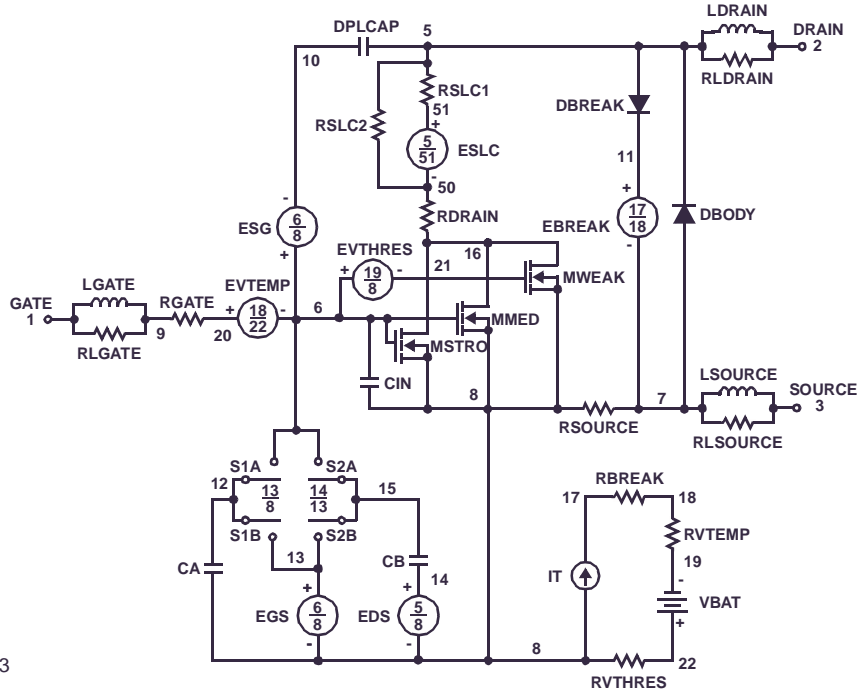 LDRAIN
DPLCAP 5 DRAIN
10 2
RSLC1 RLDRAIN
51
RSLC2 + DBREAK
5
51
ESLC
- 11
50
- +
ESG 6
8
RDRAIN 17
18
DBODY
+ EBREAK
EVTHRES 16 -
+ 19
8
- 21 MWEAK
LGATE EVTEMP
GATE RGATE + 18
22
- 6 MMED
1 9 20
RLGATE MSTRO
CIN LSOURCE
8 7 SOURCE
3
RSOURCE
RLSOURCE
S1A S2A
12 13
8
14
13
15 RBREAK
17 18
S1B S2B
13 RVTEMP
CA CB 19
+ + 14 IT -
EGS 6
8
EDS 5
8
VBAT
- - +
8 22
RVTHRES
3